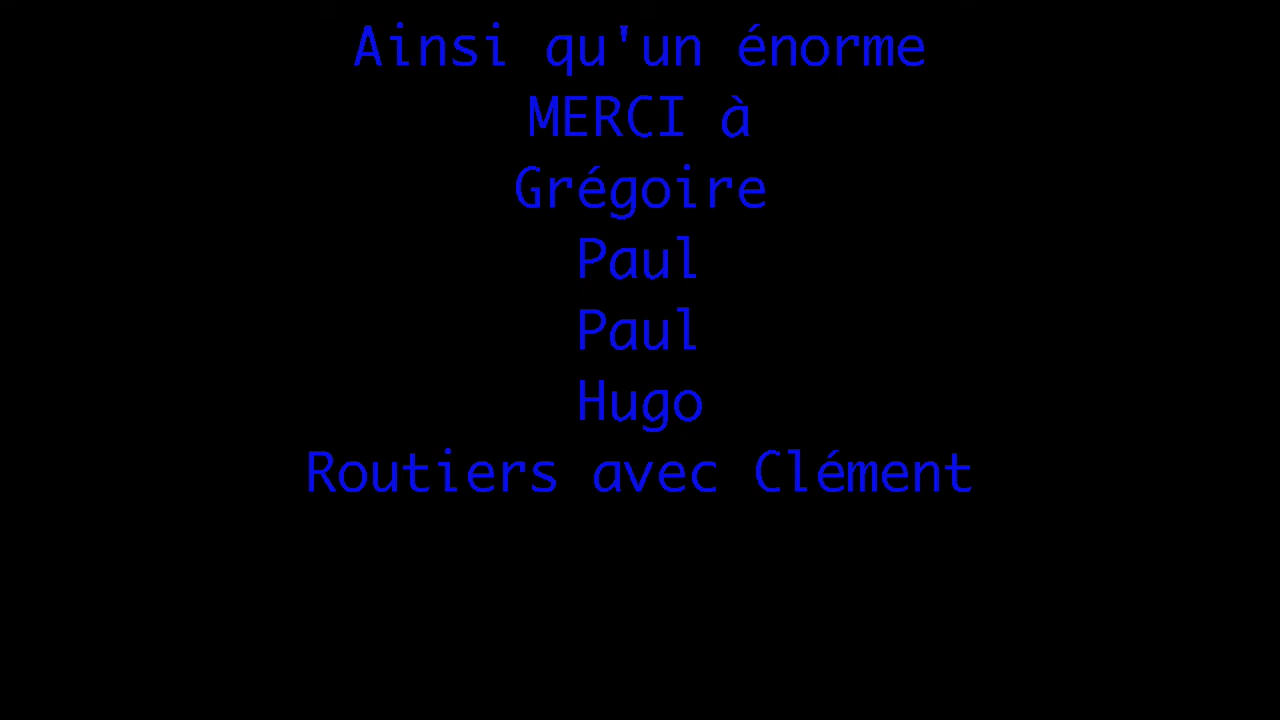 Ainsi qu'un énorme
MERCI à
Grégoire
Paul
Paul
Hugo
Routiers avec Clément